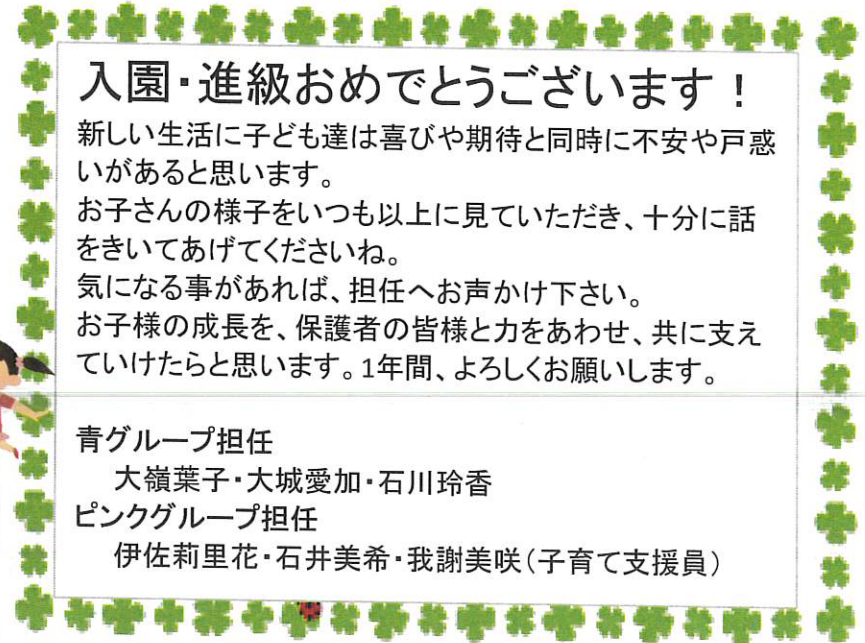 入園・進級おめでとうございます！
新しい生活に子ども達は喜びや期待と同時に不安や戸惑
いがあると思います。
お子さんの様子をいつも以上に見ていただき、十分に話
をきいてあげてくださいね。
気になる事があれば、担任へお声かけ下さい。
お子様の成長を、保護者の皆様と力をあわせ、共に支え
ていけたらと思います。1年間、よろしくお願いします。
青グループ担任
大嶺葉子・大城愛加・石川玲香
ピンクグループ担任
伊佐莉里花・石井美希・我謝美咲（子育て支援員）